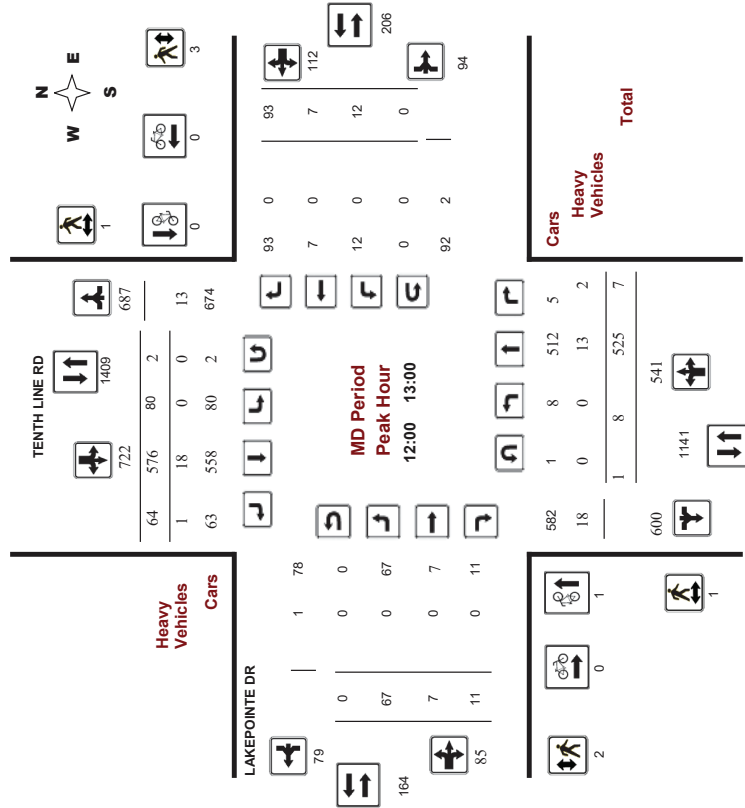 N
W E
S
3
1
0
0
TENTH LINE RD
1409
722
687
64 576 80 2
1 18 0 0 13
63 558 80 2 674
Heavy
Vehicles
Cars
206
112
94
93 0 93
7 0 7
12 0 12
0 0 0
92 2
MD Period
Peak Hour
12:00 13:00
LAKEPOINTE DR
79
164
85
1 78
0 0 0
67 0 67
7 0 7
11 0 11
Cars
Heavy
Vehicles
Total
582 1 8 512 5
18 0 0 13 2
1 8 525 7
600
1141
541
2
0
1
1